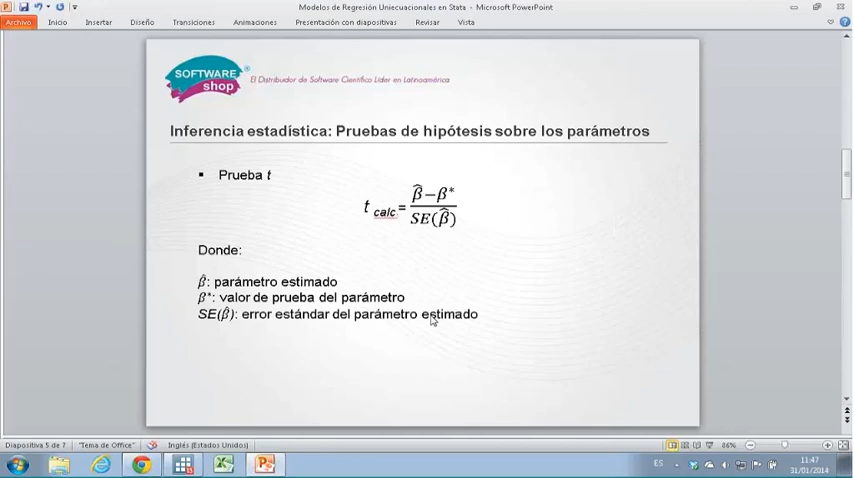 Modelos de Regresión Uniecuacionales en Stata - Microsoft PowerPoint
Archivo Inicio Insertar Diseño Transiciones Animaciones Presentación con diapositivas Revisar Vista
SOFTWARE
shop
El Distribuidor de Software Científico Líder en Latinoamérica
Inferencia estadística: Pruebas de hipótesis sobre los parámetros
▪ Prueba t
t calc = (β̂ − β*) / SE(β̂)
Donde:
β̂: parámetro estimado
β*: valor de prueba del parámetro
SE(β̂): error estándar del parámetro estimado
Diapositiva 5 de 7 "Tema de Office" Inglés (Estados Unidos) 86%
ES 11:47
31/01/2014